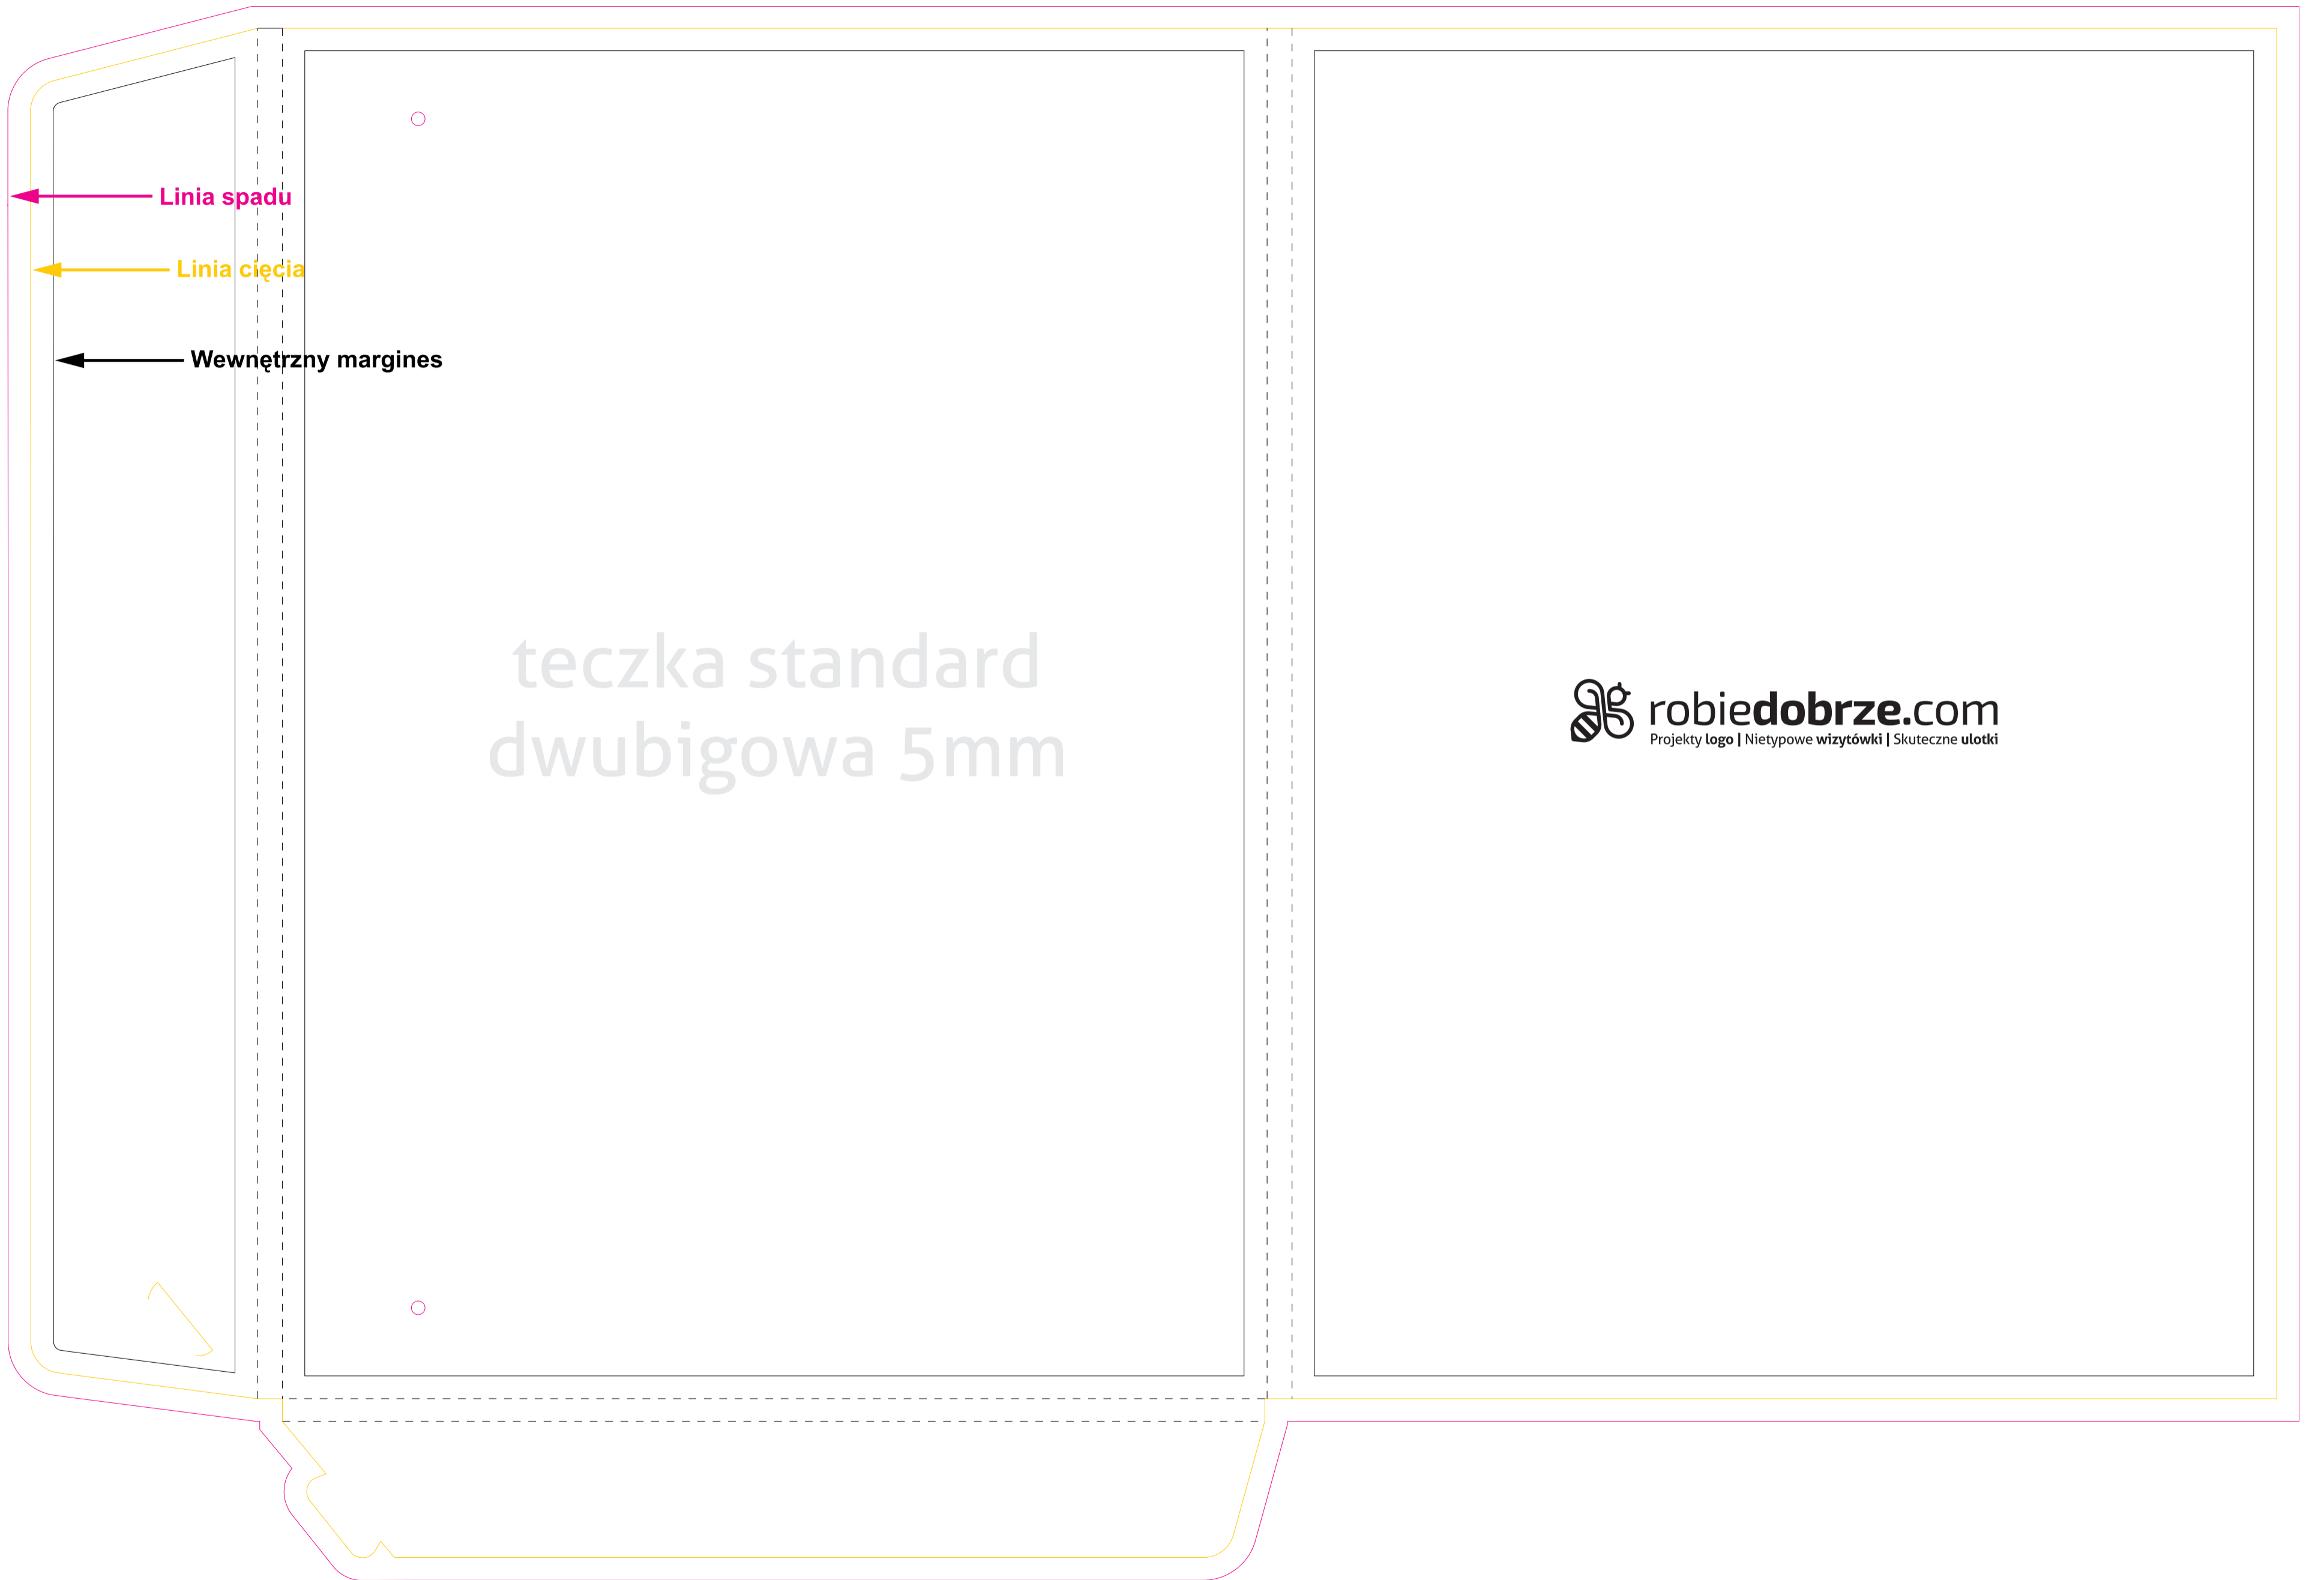 Linia spadu
Linia cięcia
Wewnętrzny margines
teczka standard
dwubigowa 5mm
robiedobrze.com
Projekty logo | Nietypowe wizytówki | Skuteczne ulotki